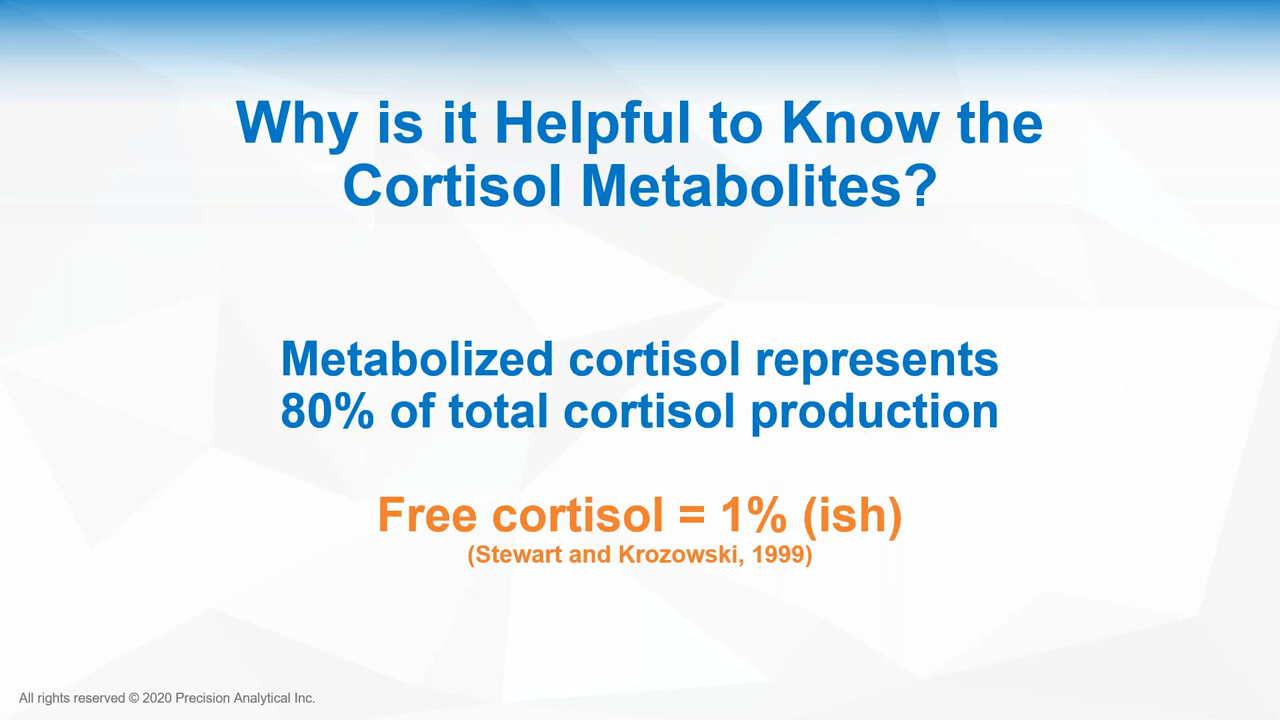 Why is it Helpful to Know the
Cortisol Metabolites?
Metabolized cortisol represents
80% of total cortisol production
Free cortisol = 1% (ish)
(Stewart and Krozowski, 1999)
All rights reserved © 2020 Precision Analytical Inc.